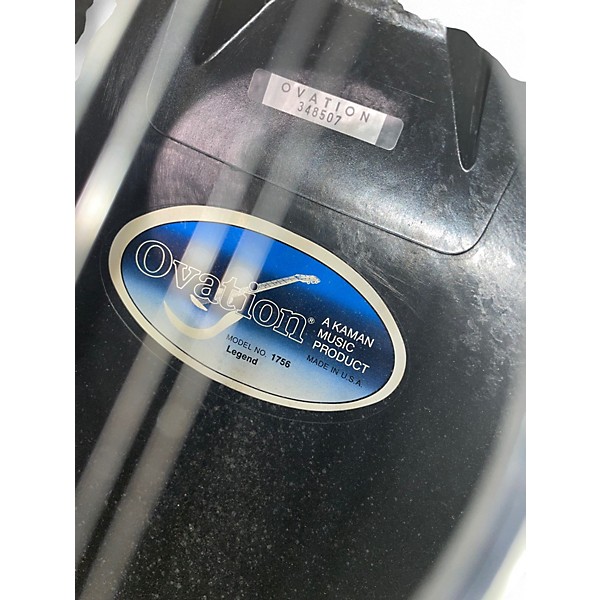 OVATION
348507
Ovation®
A KAMAN
MUSIC
PRODUCT
MODEL NO. 1756
Legend
MADE IN U.S.A